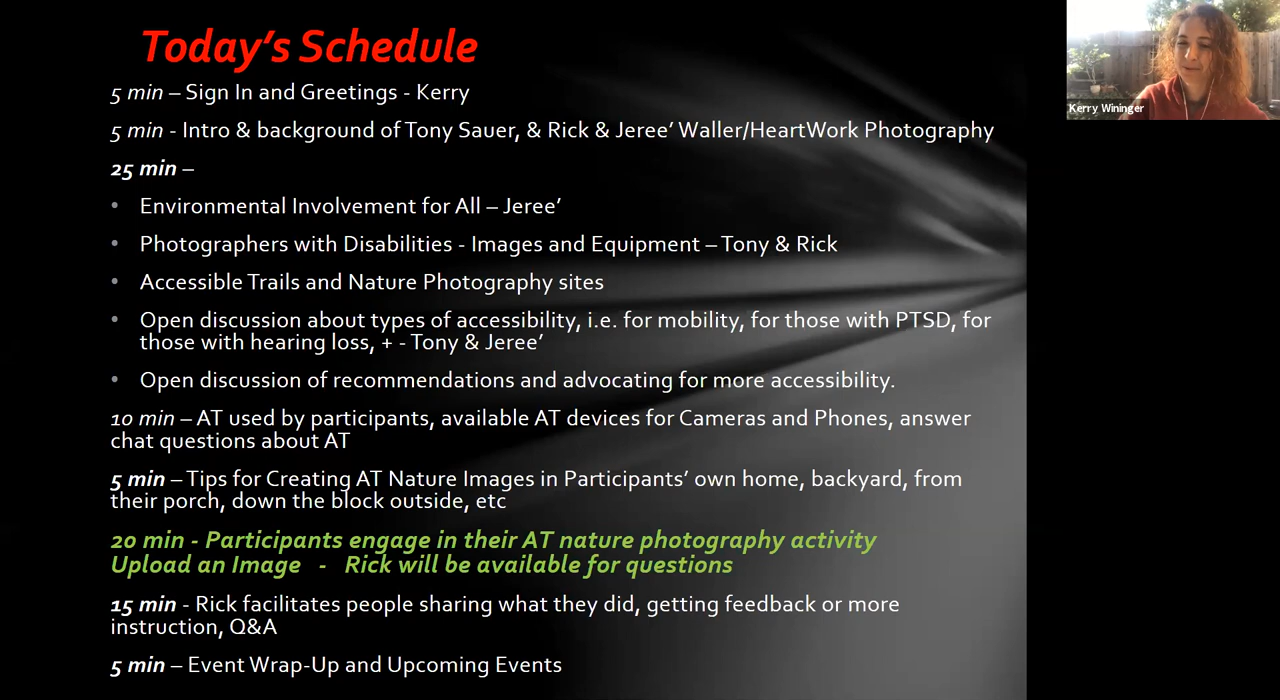 Today's Schedule
5 min – Sign In and Greetings - Kerry
5 min - Intro & background of Tony Sauer, & Rick & Jeree' Waller/HeartWork Photography
25 min –
• Environmental Involvement for All – Jeree'
• Photographers with Disabilities - Images and Equipment – Tony & Rick
• Accessible Trails and Nature Photography sites
• Open discussion about types of accessibility, i.e. for mobility, for those with PTSD, for
those with hearing loss, + - Tony & Jeree'
• Open discussion of recommendations and advocating for more accessibility.
10 min – AT used by participants, available AT devices for Cameras and Phones, answer
chat questions about AT
5 min – Tips for Creating AT Nature Images in Participants' own home, backyard, from
their porch, down the block outside, etc
20 min - Participants engage in their AT nature photography activity
Upload an Image - Rick will be available for questions
15 min - Rick facilitates people sharing what they did, getting feedback or more
instruction, Q&A
5 min – Event Wrap-Up and Upcoming Events
Kerry Wininger